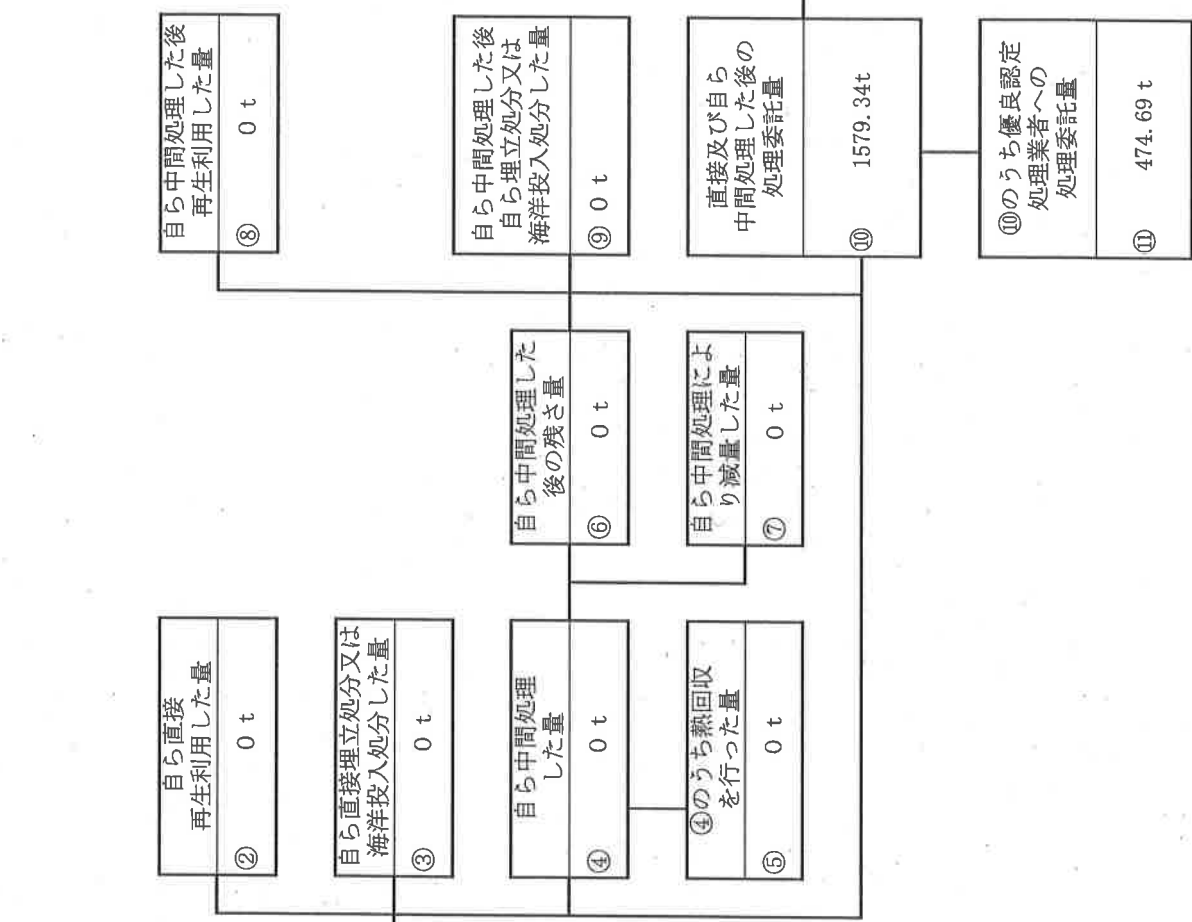 自ら直接
再生利用した量
② 0 t
自ら直接埋立処分又は
海洋投入処分した量
③ 0 t
自ら中間処理
した量
④ 0 t
④のうち熱回収
を行った量
⑤ 0 t
自ら中間処理した
後の残さ量
⑥ 0 t
自ら中間処理によ
り減量した量
⑦ 0 t
自ら中間処理した後
再生利用した量
⑧ 0 t
自ら中間処理した後
自ら埋立処分又は
海洋投入処分した量
⑨ 0 t
直接及び自ら
中間処理した後の
処理委託量
⑩ 1579.34t
⑩のうち優良認定
処理業者への
処理委託量
⑪ 474.69 t